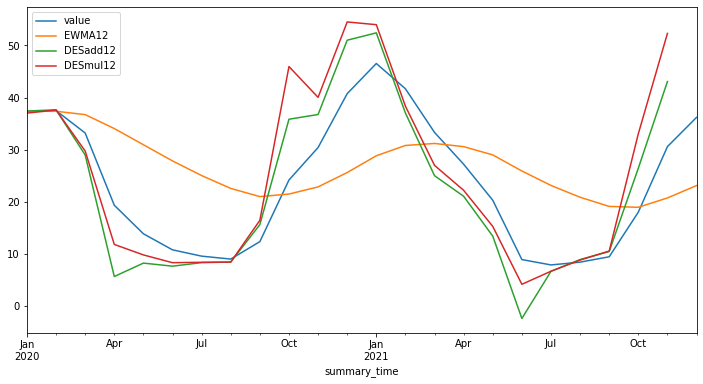 value
EWMA12
DESadd12
DESmul12
50
40
30
20
10
0
Jan Apr Jul Oct Jan Apr Jul Oct
2020 2021
summary_time